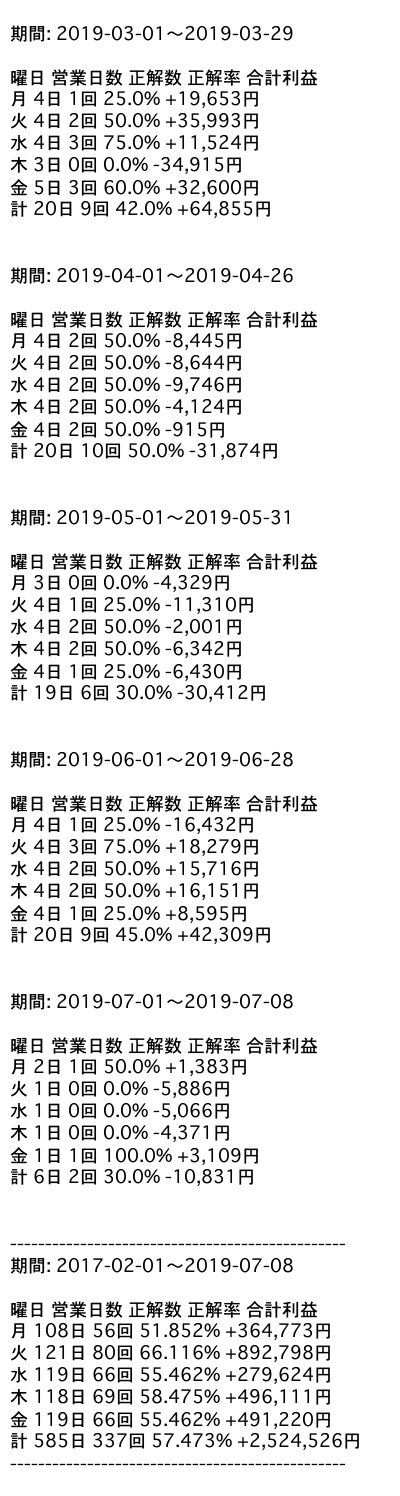 期間: 2019-03-01〜2019-03-29
曜日 営業日数 正解数 正解率 合計利益
月 4日 1回 25.0% +19,653円
火 4日 2回 50.0% +35,993円
水 4日 3回 75.0% +11,524円
木 3日 0回 0.0% -34,915円
金 5日 3回 60.0% +32,600円
計 20日 9回 42.0% +64,855円
期間: 2019-04-01〜2019-04-26
曜日 営業日数 正解数 正解率 合計利益
月 4日 2回 50.0% -8,445円
火 4日 2回 50.0% -8,644円
水 4日 2回 50.0% -9,746円
木 4日 2回 50.0% -4,124円
金 4日 2回 50.0% -915円
計 20日 10回 50.0% -31,874円
期間: 2019-05-01〜2019-05-31
曜日 営業日数 正解数 正解率 合計利益
月 3日 0回 0.0% -4,329円
火 4日 1回 25.0% -11,310円
水 4日 2回 50.0% -2,001円
木 4日 2回 50.0% -6,342円
金 4日 1回 25.0% -6,430円
計 19日 6回 30.0% -30,412円
期間: 2019-06-01〜2019-06-28
曜日 営業日数 正解数 正解率 合計利益
月 4日 1回 25.0% -16,432円
火 4日 3回 75.0% +18,279円
水 4日 2回 50.0% +15,716円
木 4日 2回 50.0% +16,151円
金 4日 1回 25.0% +8,595円
計 20日 9回 45.0% +42,309円
期間: 2019-07-01〜2019-07-08
曜日 営業日数 正解数 正解率 合計利益
月 2日 1回 50.0% +1,383円
火 1日 0回 0.0% -5,886円
水 1日 0回 0.0% -5,066円
木 1日 0回 0.0% -4,371円
金 1日 1回 100.0% +3,109円
計 6日 2回 30.0% -10,831円
------------------------------------------------
期間: 2017-02-01〜2019-07-08
曜日 営業日数 正解数 正解率 合計利益
月 108日 56回 51.852% +364,773円
火 121日 80回 66.116% +892,798円
水 119日 66回 55.462% +279,624円
木 118日 69回 58.475% +496,111円
金 119日 66回 55.462% +491,220円
計 585日 337回 57.473% +2,524,526円
------------------------------------------------